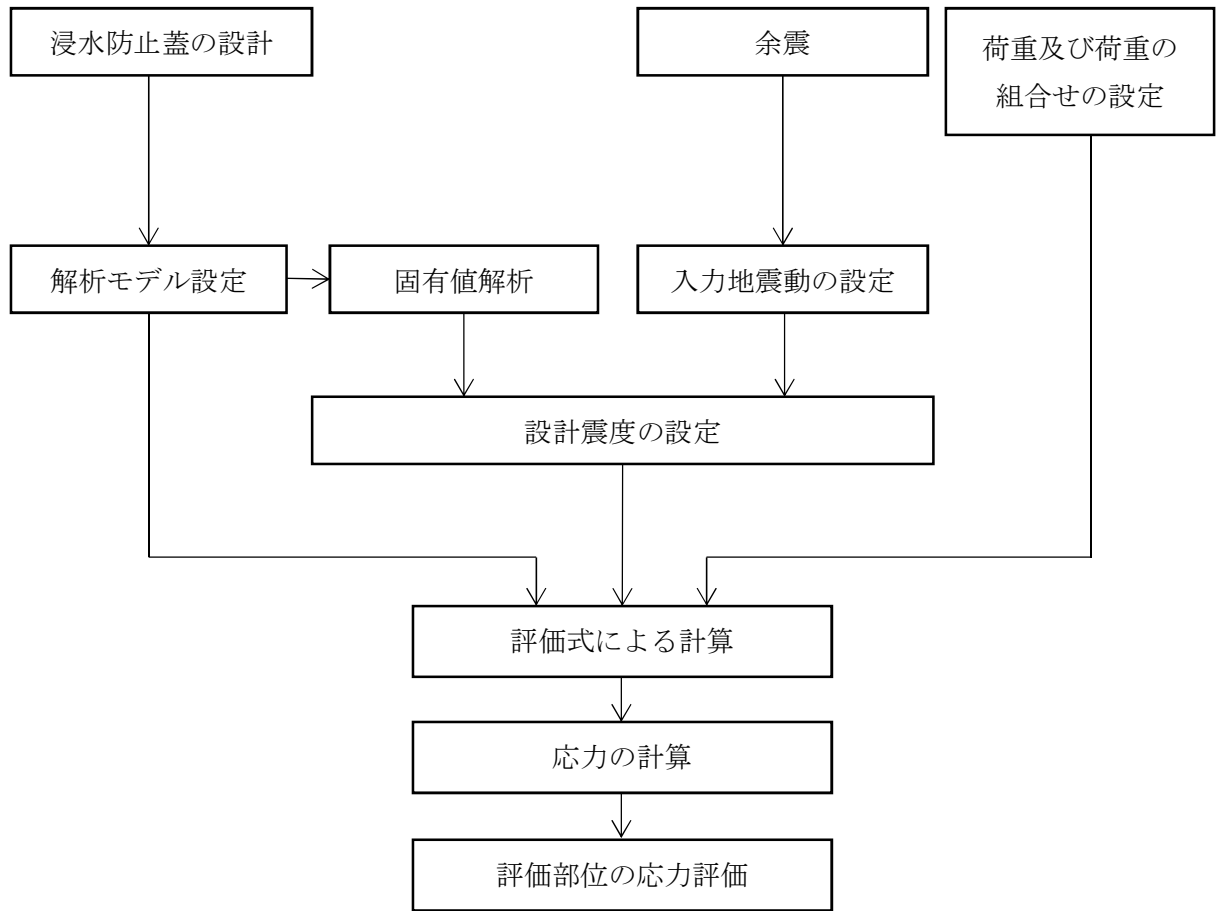 浸水防止蓋の設計
余震
荷重及び荷重の
組合せの設定
解析モデル設定
固有値解析
入力地震動の設定
設計震度の設定
評価式による計算
応力の計算
評価部位の応力評価